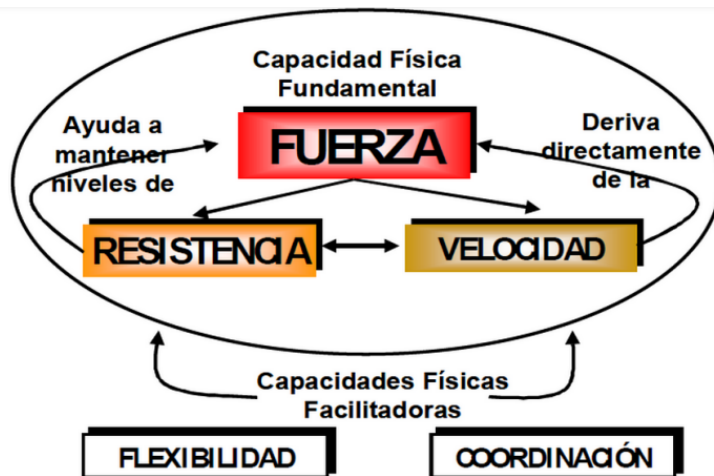 Capacidad Física
Fundamental
FUERZA
Ayuda a
mantener
niveles de
Deriva
directamente
de la
RESISTENCIA
VELOCIDAD
Capacidades Físicas
Facilitadoras
FLEXIBILIDAD
COORDINACIÓN